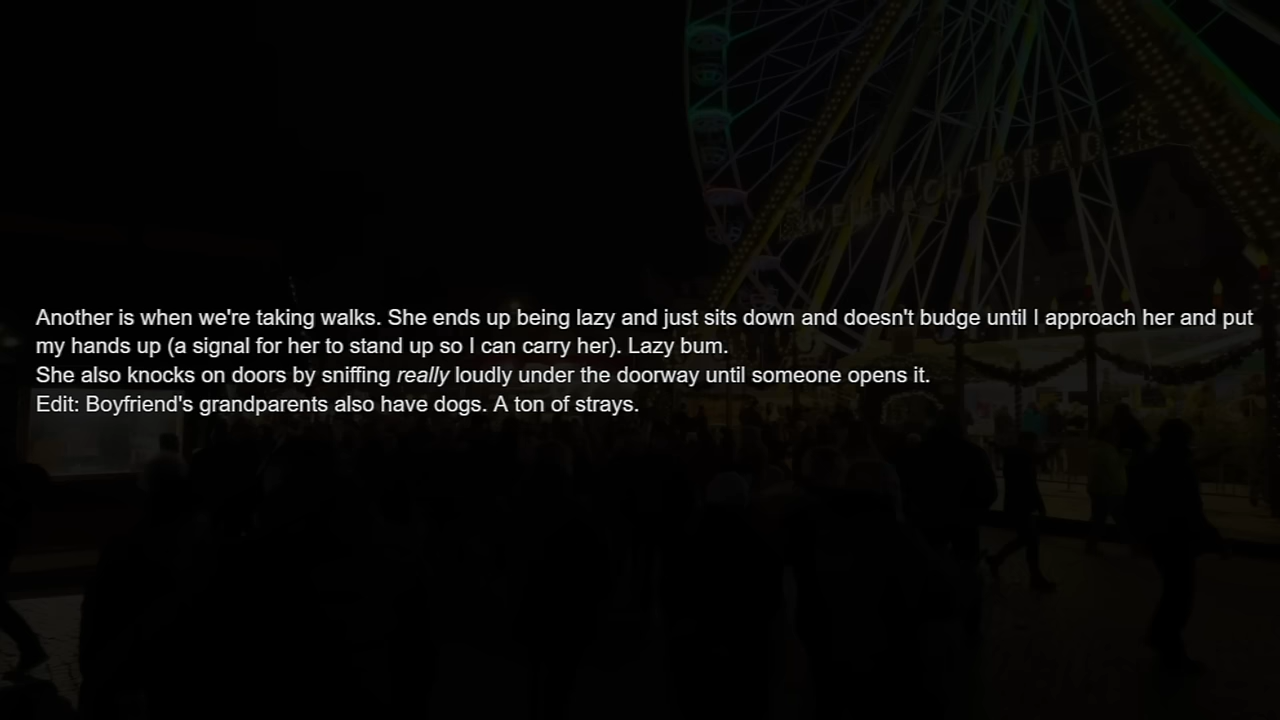 WEIHNACHTSRAD
Another is when we're taking walks. She ends up being lazy and just sits down and doesn't budge until I approach her and put
my hands up (a signal for her to stand up so I can carry her). Lazy bum.
She also knocks on doors by sniffing really loudly under the doorway until someone opens it.
Edit: Boyfriend's grandparents also have dogs. A ton of strays.